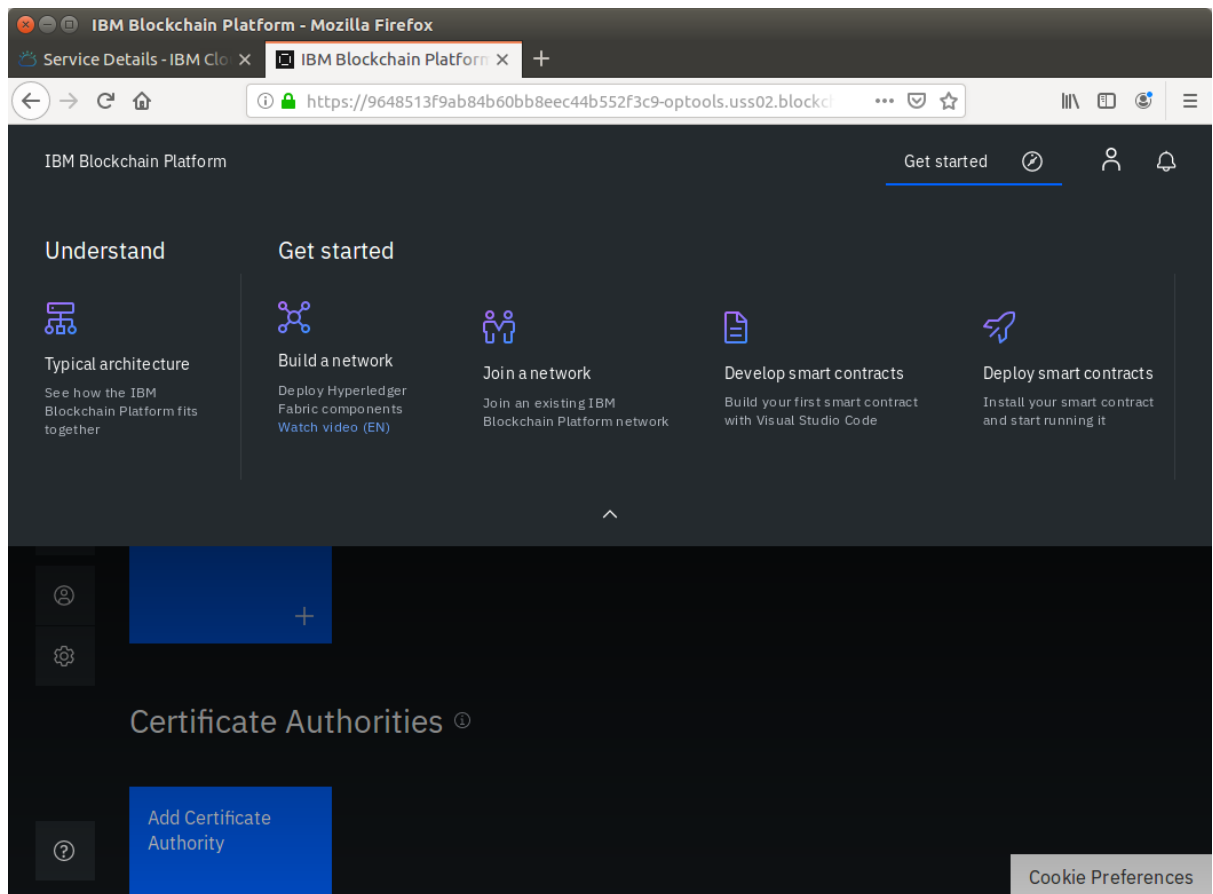 IBM Blockchain Platform - Mozilla Firefox
Service Details - IBM Clo
IBM Blockchain Platform
https://9648513f9ab84b60bb8eec44b552f3c9-optools.uss02.blockch
IBM Blockchain Platform
Get started
Understand
Get started
Typical architecture
See how the IBM
Blockchain Platform fits
together
Build a network
Deploy Hyperledger
Fabric components
Watch video (EN)
Join a network
Join an existing IBM
Blockchain Platform network
Develop smart contracts
Build your first smart contract
with Visual Studio Code
Deploy smart contracts
Install your smart contract
and start running it
Certificate Authorities
Add Certificate
Authority
Cookie Preferences